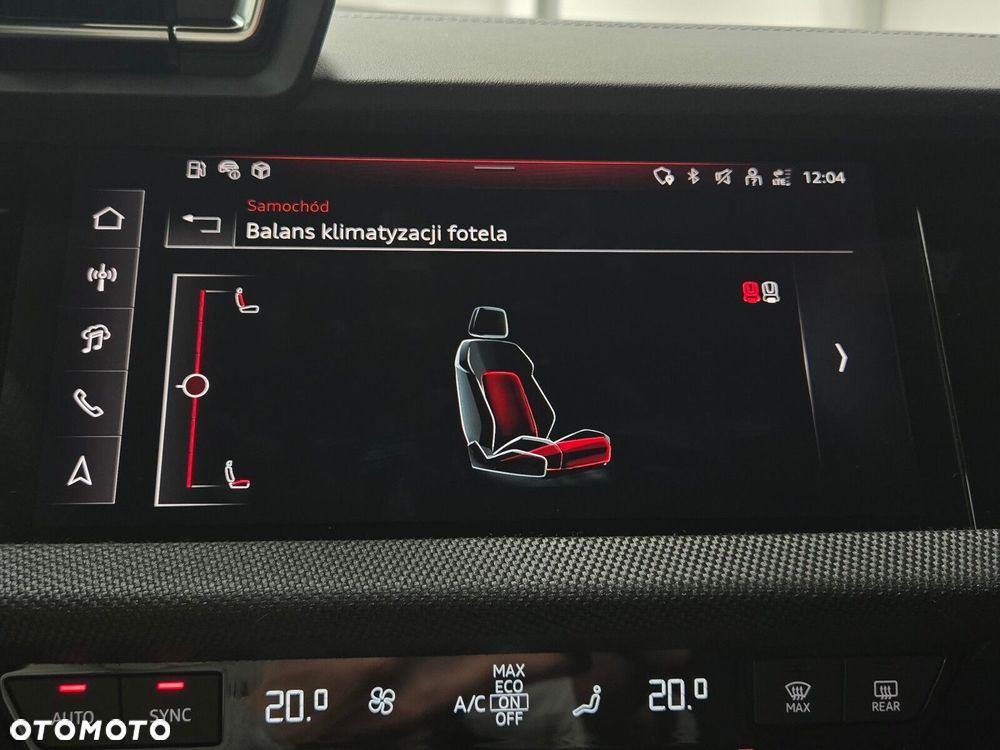 LTE
12:04
Samochód
Balans klimatyzacji fotela
AUTO
SYNC
20.0
A/C
MAX
ECO
ON
OFF
20.0
MAX
REAR
OTOMOTO